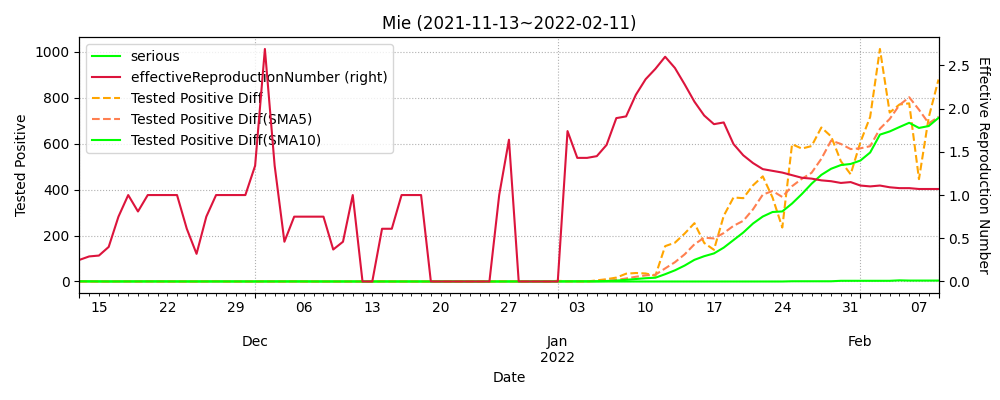 Mie (2021-11-13~2022-02-11)
serious
effectiveReproductionNumber (right)
Tested Positive Diff
Tested Positive Diff(SMA5)
Tested Positive Diff(SMA10)
Tested Positive
1000
800
600
400
200
0
2.5
2.0
1.5
1.0
0.5
0.0
Effective Reproduction Number
15 22 29 06 13 20 27 03 10 17 24 31 07
Dec Jan Feb
2022
Date